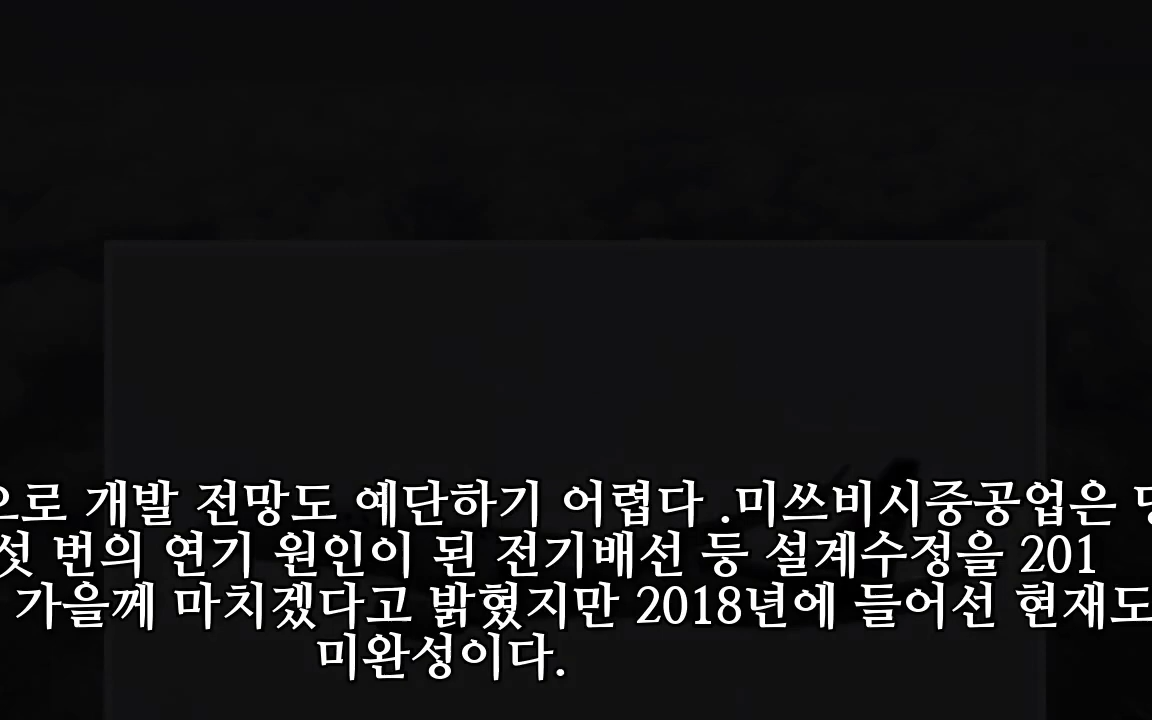 으로 개발 전망도 예단하기 어렵다 .미쓰비시중공업은
섯 번의 연기 원인이 된 전기배선 등 설계수정을 201
가을께 마치겠다고 밝혔지만 2018년에 들어선 현재도
미완성이다.